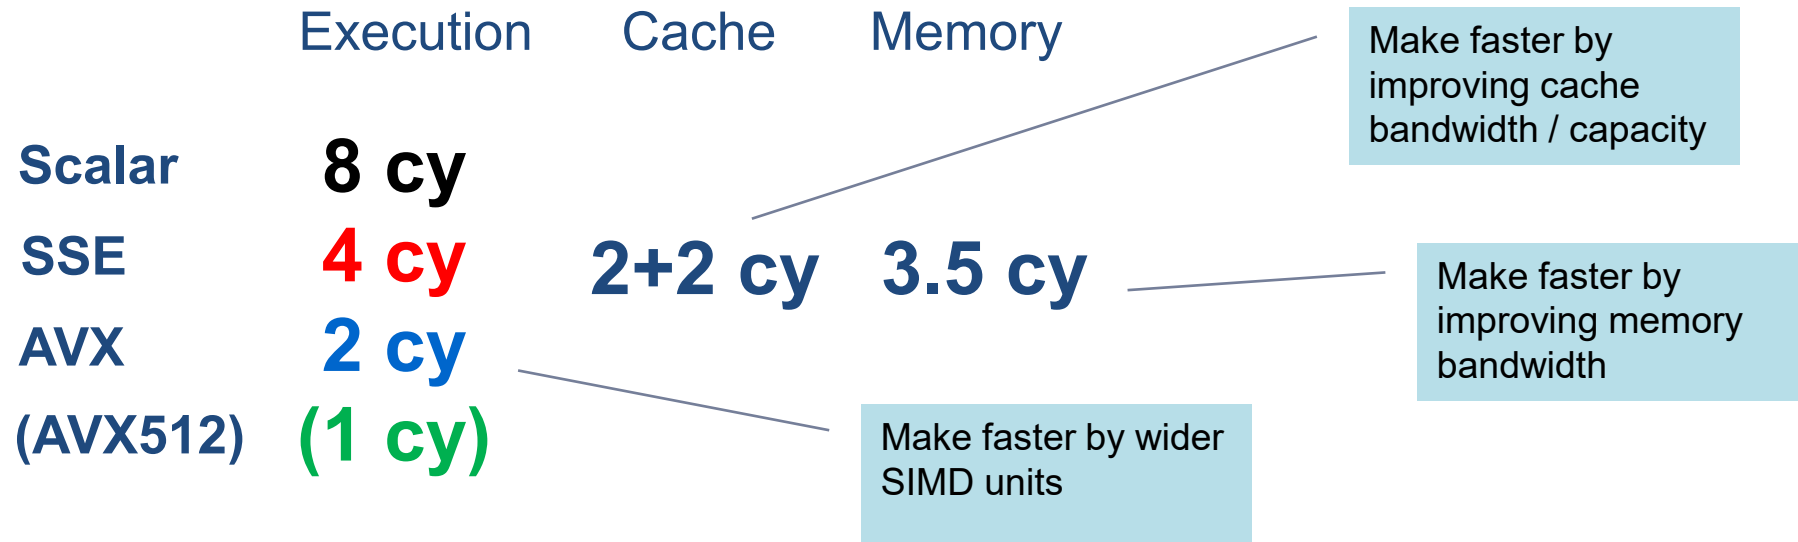 Execution Cache Memory
Make faster by
improving cache
bandwidth / capacity
Scalar 8 cy
SSE 4 cy 2+2 cy 3.5 cy
Make faster by
improving memory
bandwidth
AVX 2 cy
(AVX512) (1 cy)
Make faster by wider
SIMD units